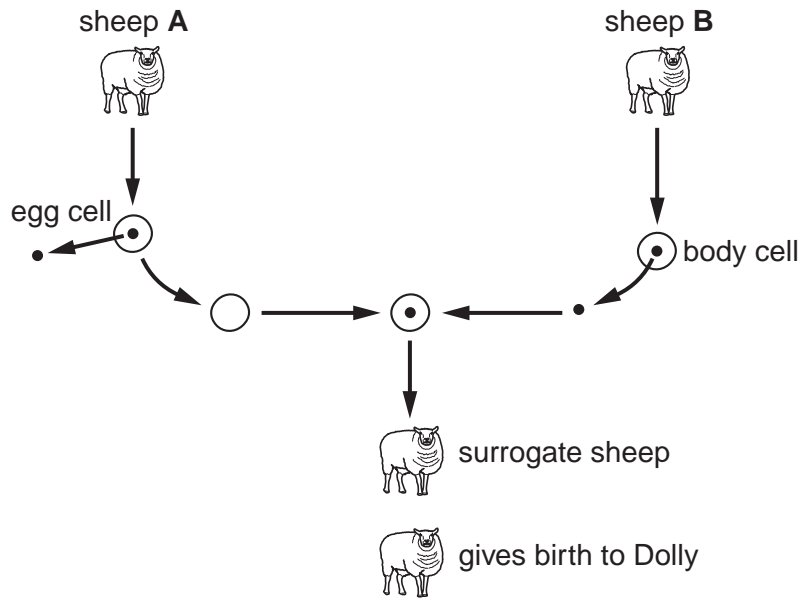 sheep A
sheep B
egg cell
body cell
surrogate sheep
gives birth to Dolly